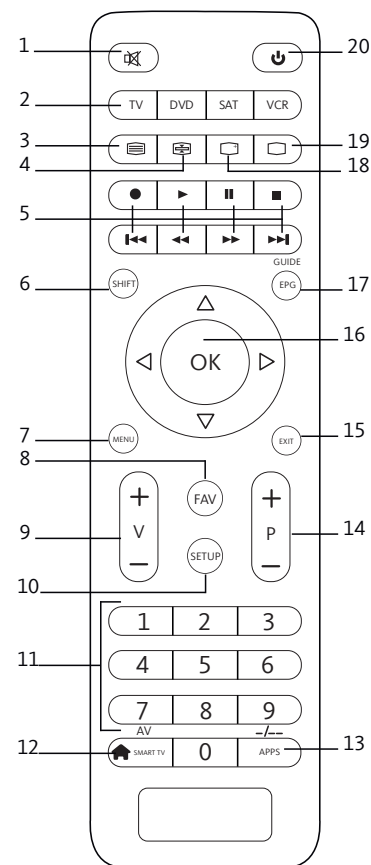 1
20
2
TV DVD SAT VCR
3
19
4
18
5
GUIDE
6
SHIFT
EPG
17
16
OK
7
MENU
EXIT
15
8
+
FAV
+
9
V
P
14
–
SETUP
–
10
1 2 3
11
4 5 6
7 8 9
AV -/--
12
SMART TV 0 APPS
13